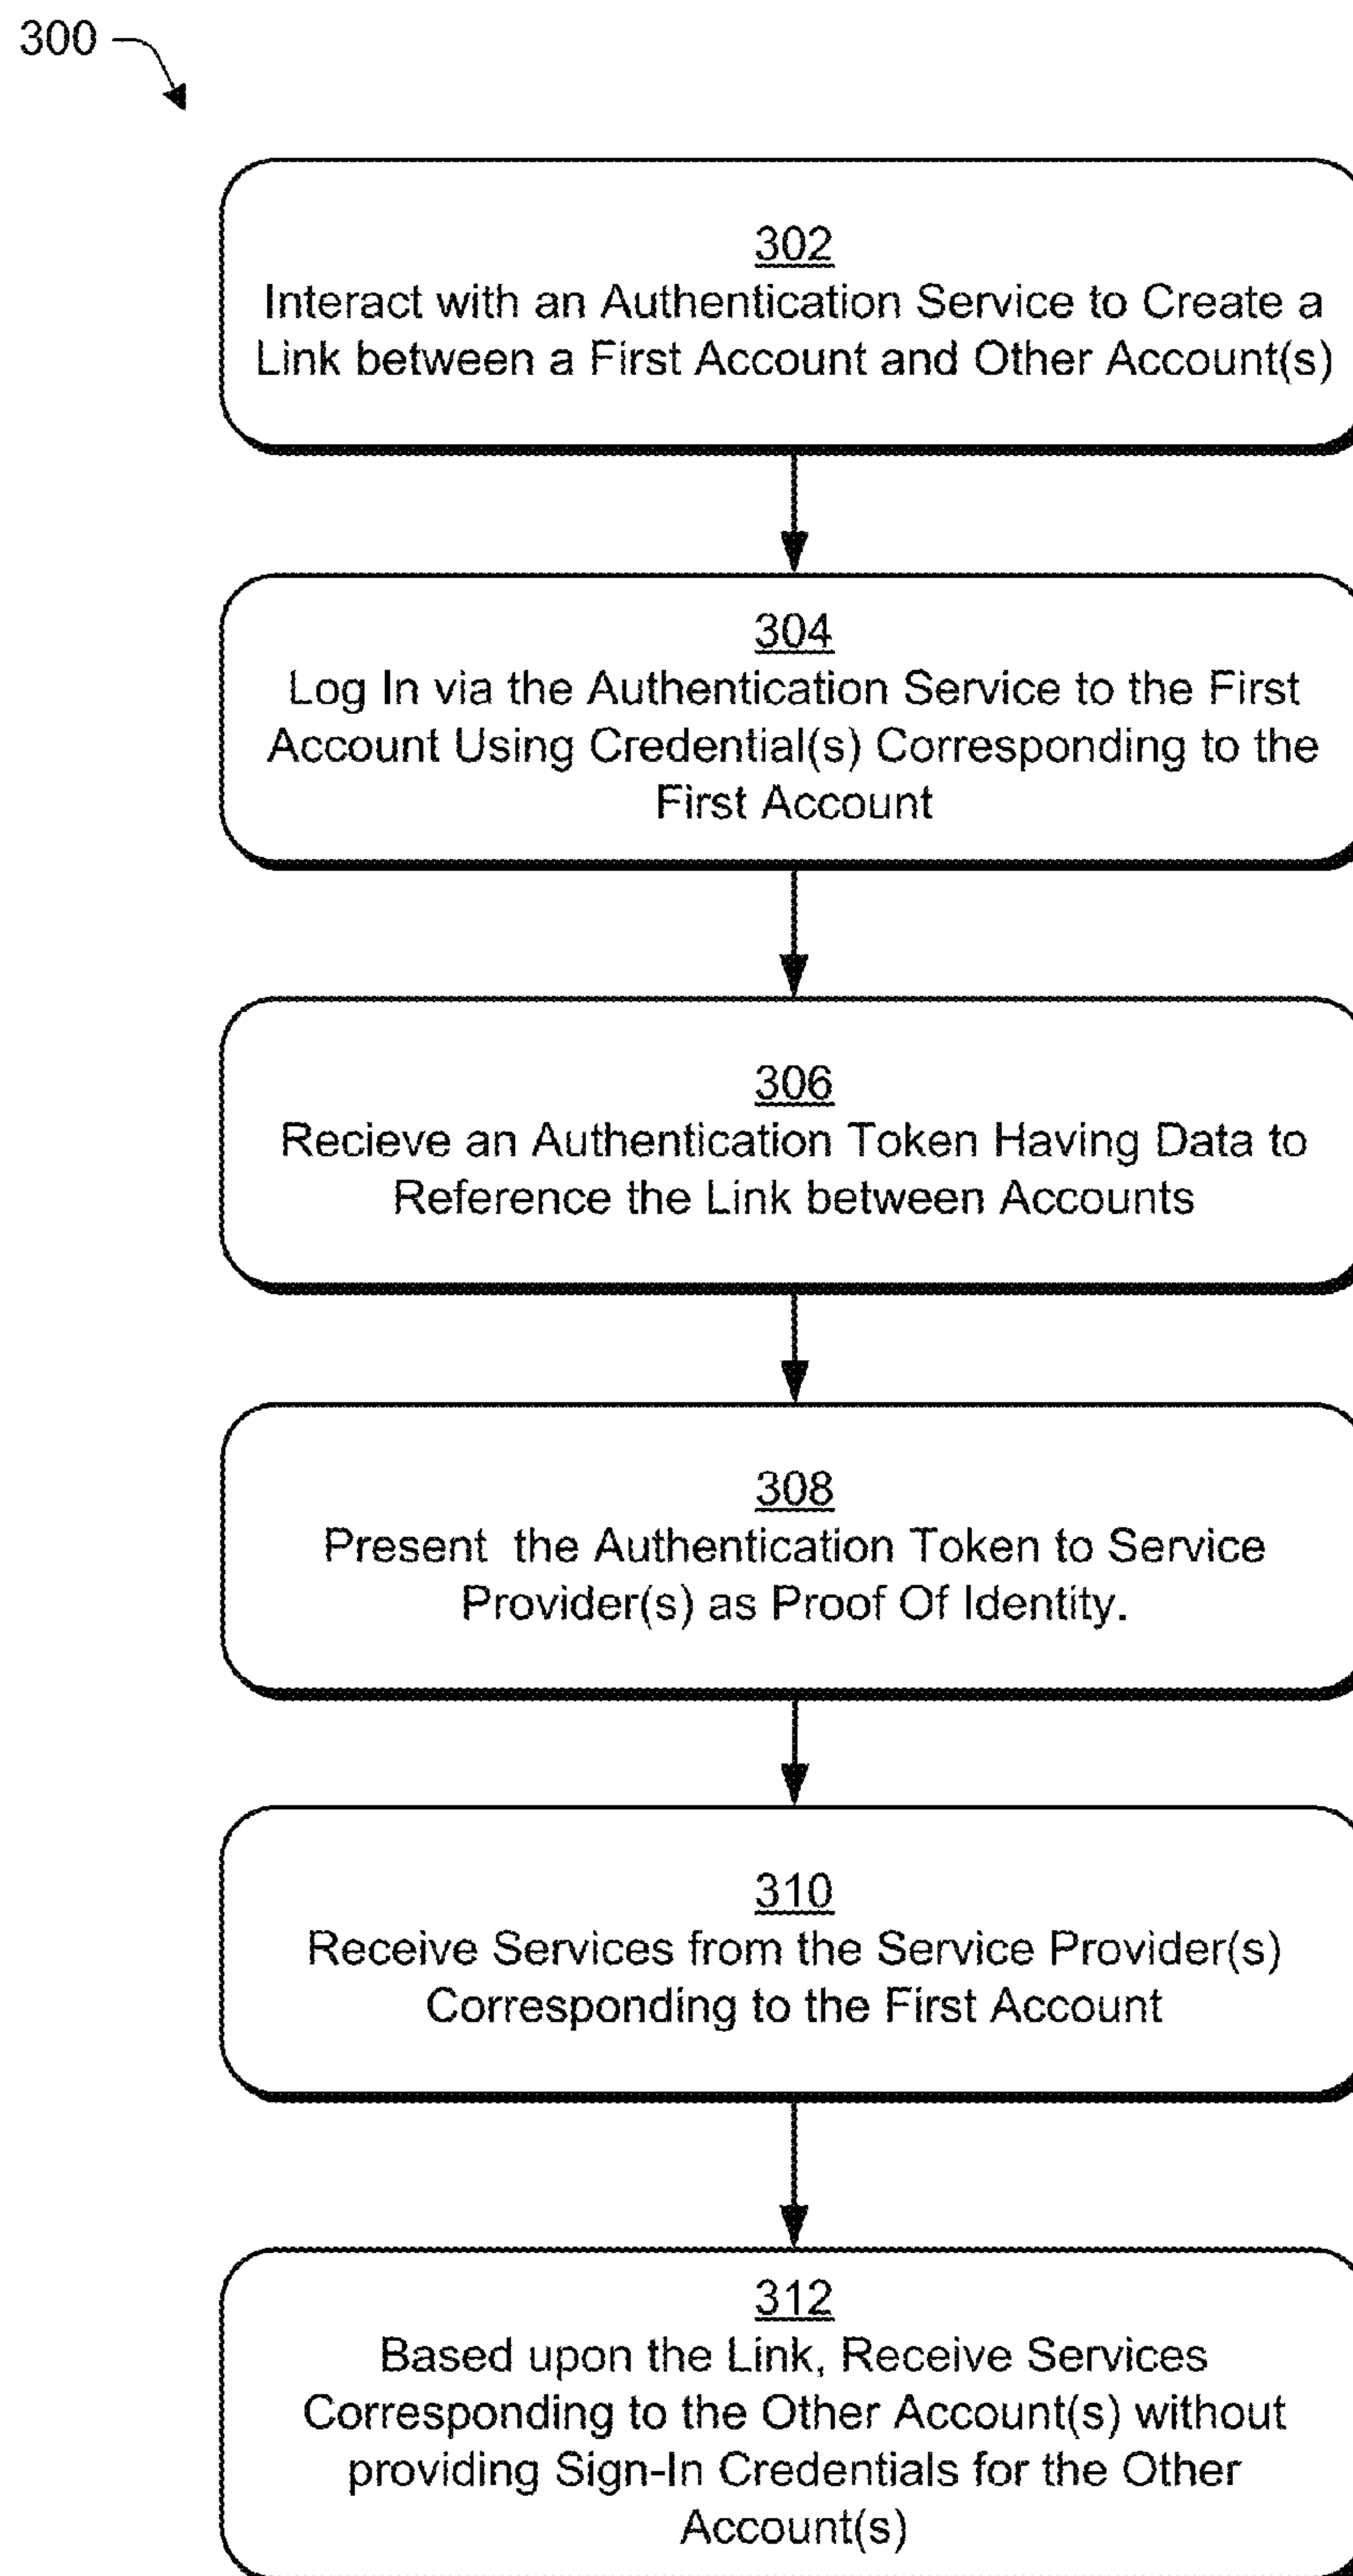 300
302
Interact with an Authentication Service to Create a
Link between a First Account and Other Account(s)
304
Log In via the Authentication Service to the First
Account Using Credential(s) Corresponding to the
First Account
306
Recieve an Authentication Token Having Data to
Reference the Link between Accounts
308
Present the Authentication Token to Service
Provider(s) as Proof Of Identity.
310
Receive Services from the Service Provider(s)
Corresponding to the First Account
312
Based upon the Link, Receive Services
Corresponding to the Other Account(s) without
providing Sign-In Credentials for the Other
Account(s)